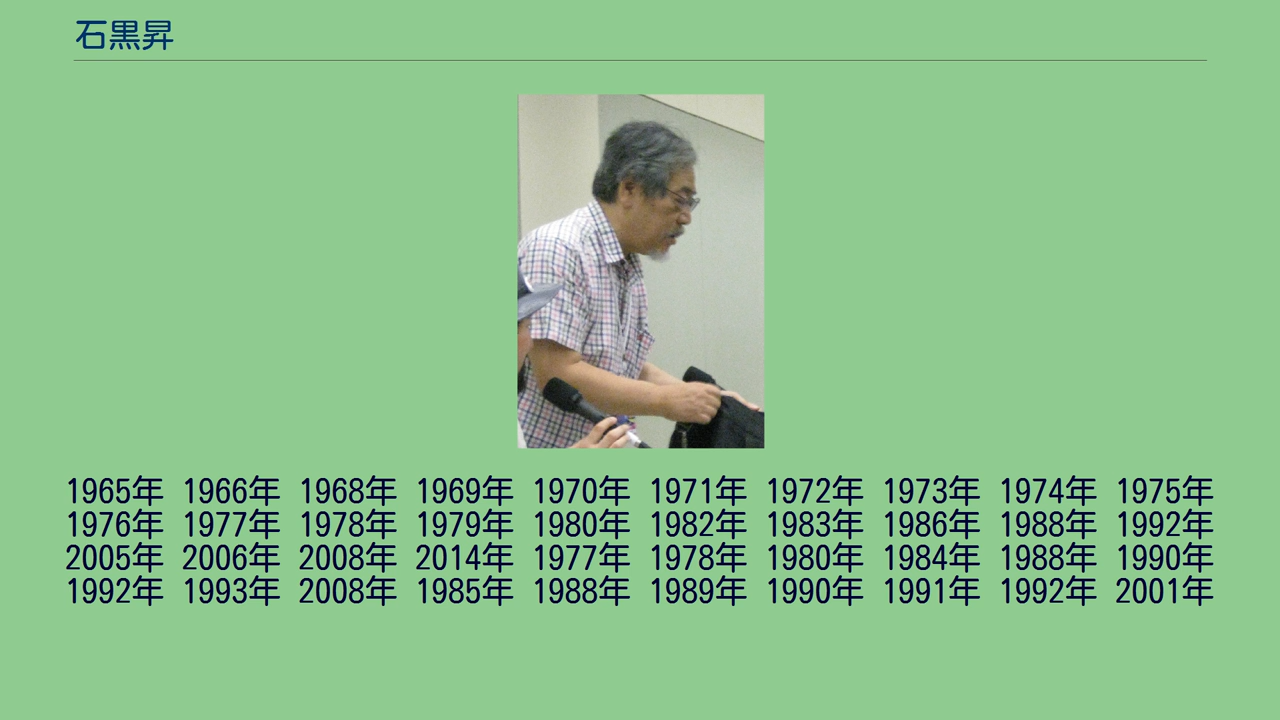 石黒昇
1965年 1966年 1968年 1969年 1970年 1971年 1972年 1973年 1974年 1975年
1976年 1977年 1978年 1979年 1980年 1982年 1983年 1986年 1988年 1992年
2005年 2006年 2008年 2014年 1977年 1978年 1980年 1984年 1988年 1990年
1992年 1993年 2008年 1985年 1988年 1989年 1990年 1991年 1992年 2001年